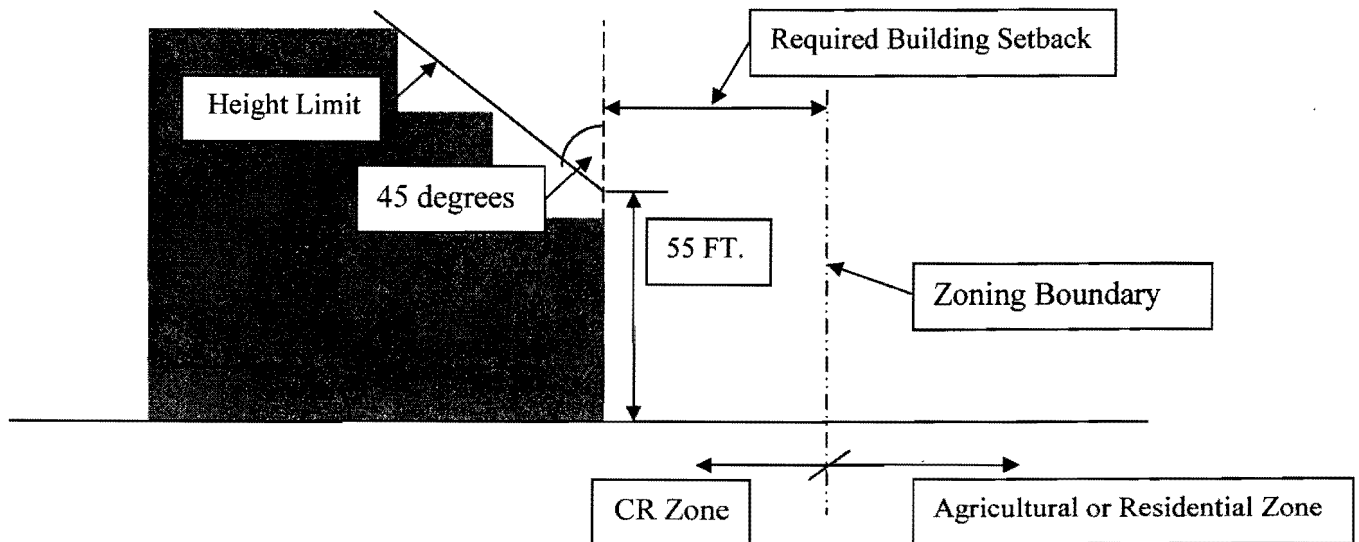 Required Building Setback
Height Limit
45 degrees
55 FT.
Zoning Boundary
CR Zone
Agricultural or Residential Zone